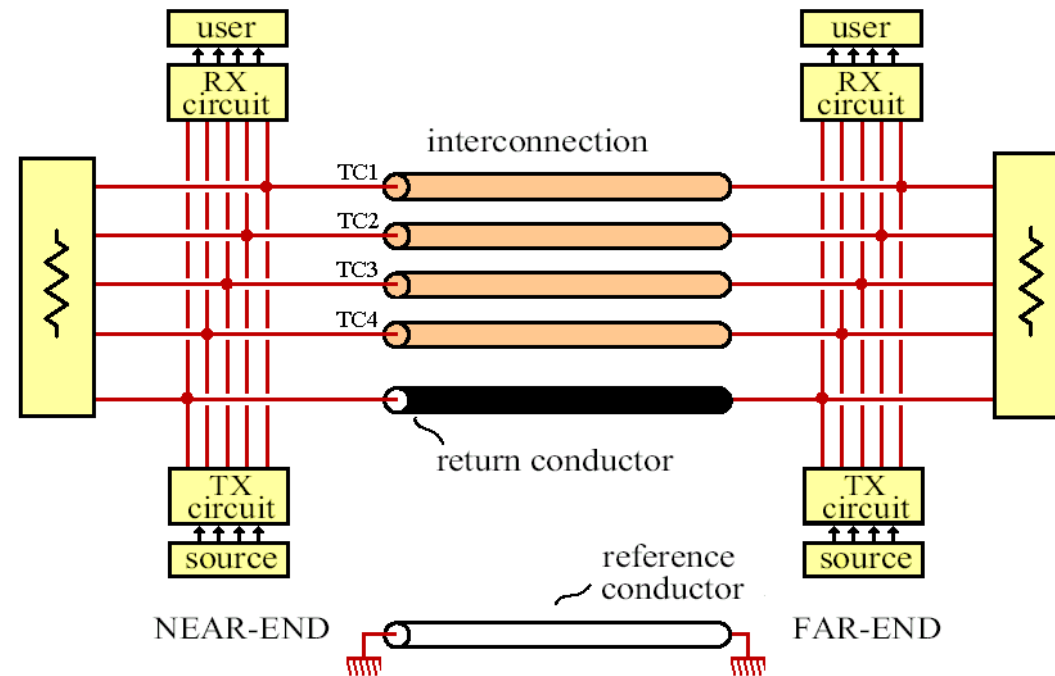 user
user
RX
circuit
RX
circuit
interconnection
TC1
TC2
TC3
TC4
return conductor
TX
circuit
TX
circuit
source
source
reference
conductor
NEAR-END
FAR-END